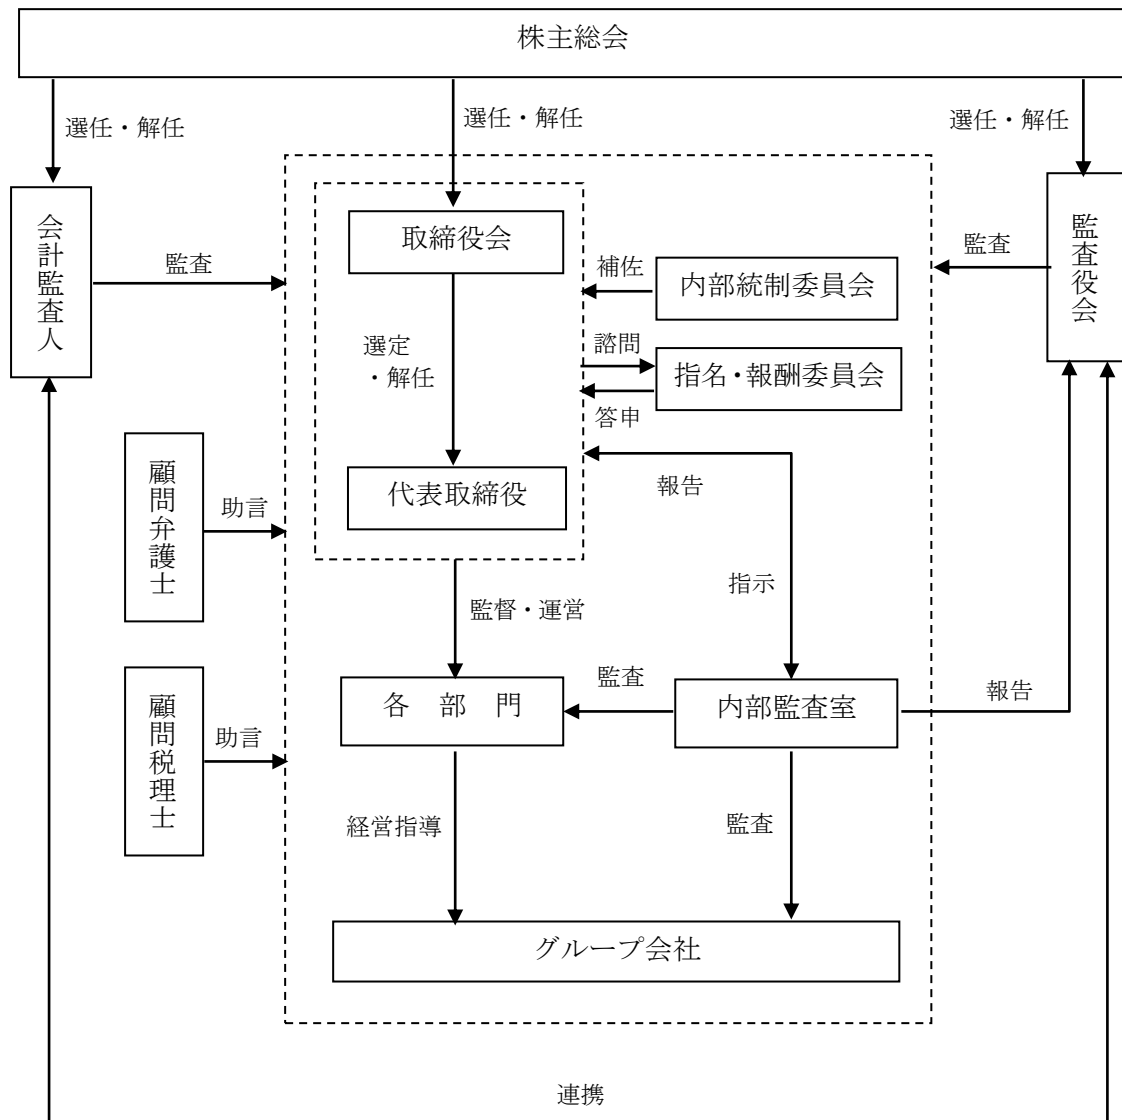 株主総会
選任・解任
選任・解任
選任・解任
会計監査人
監査
取締役会
補佐
内部統制委員会
監査
監査役会
選定
・解任
諮問
指名・報酬委員会
答申
代表取締役
報告
顧問弁護士
助言
指示
監督・運営
各　部　門
監査
内部監査室
報告
顧問税理士
助言
経営指導
監査
グループ会社
連携